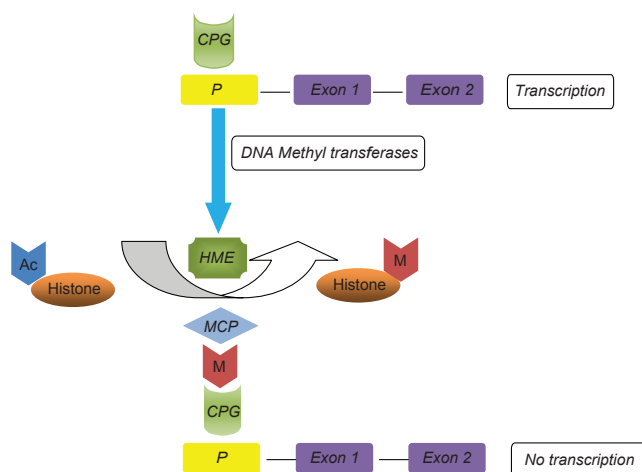 CPG
P Exon 1 Exon 2 Transcription
DNA Methyl transferases
HME
Ac M
Histone Histone
MCP
M
CPG
P Exon 1 Exon 2 No transcription